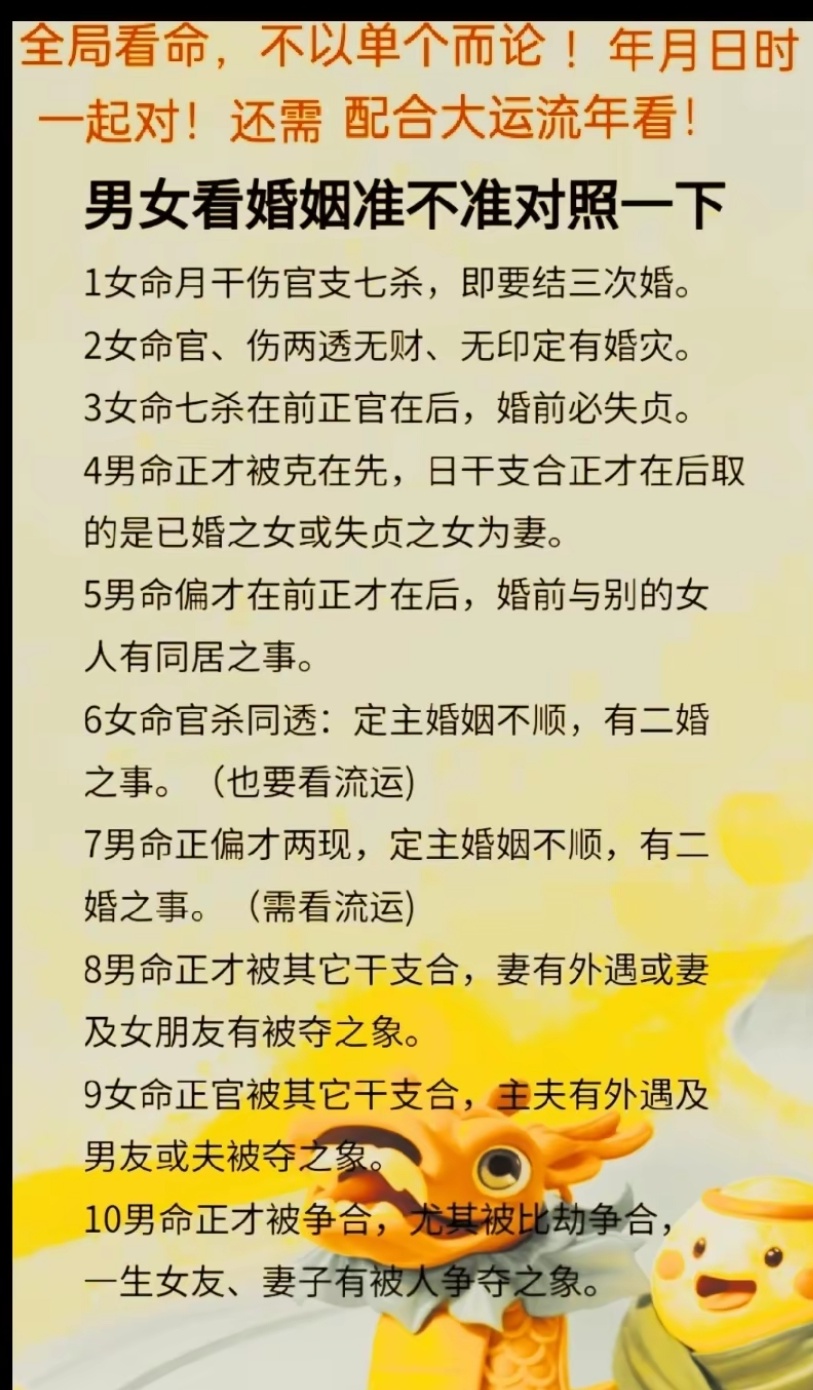 全局看命，不以单个而论！年月日时
一起对！还需 配合大运流年看！
男女看婚姻准不准对照一下
1女命月干伤官支七杀，即要结三次婚。
2女命官、伤两透无财、无印定有婚灾。
3女命七杀在前正官在后，婚前必失贞。
4男命正才被克在先，日干支合正才在后取
的是已婚之女或失贞之女为妻。
5男命偏才在前正才在后，婚前与别的女
人有同居之事。
6女命官杀同透：定主婚姻不顺，有二婚
之事。（也要看流运)
7男命正偏才两现，定主婚姻不顺，有二
婚之事。（需看流运)
8男命正才被其它干支合，妻有外遇或妻
及女朋友有被夺之象。
9女命正官被其它干支合，主夫有外遇及
男友或夫被夺之象。
10男命正才被争合，尤其被比劫争合，
一生女友、妻子有被人争夺之象。